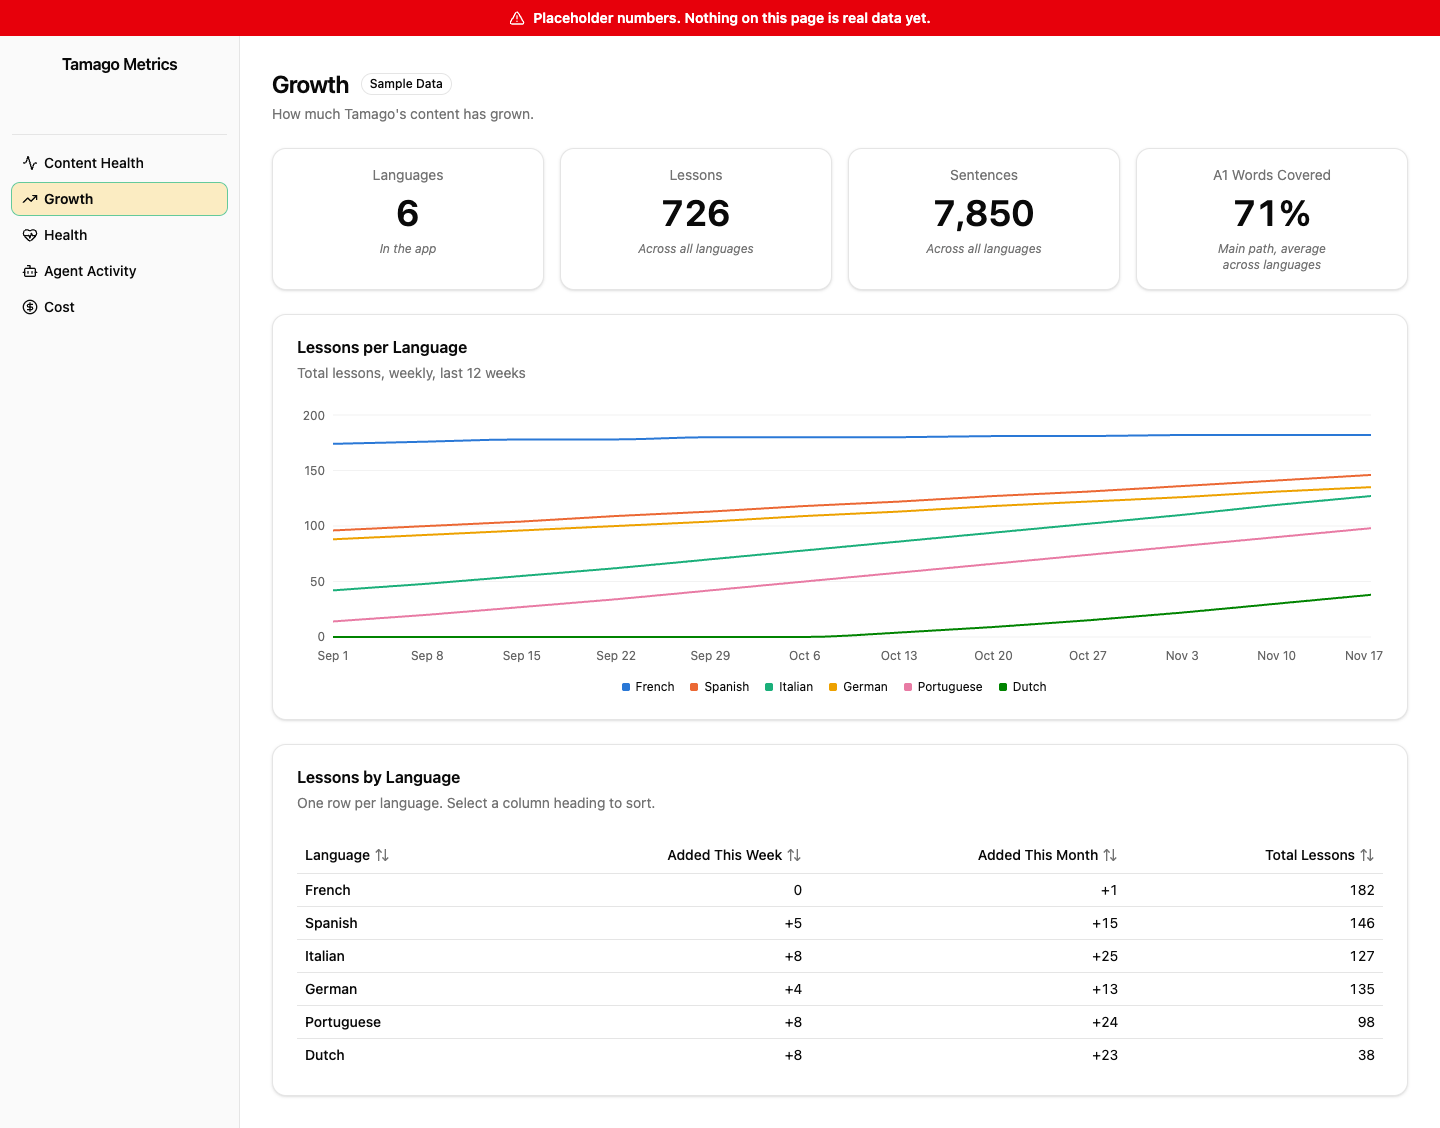 Placeholder numbers. Nothing on this page is real data yet.
Tamago Metrics
Content Health
Growth
Health
Agent Activity
Cost
Growth
Sample Data
How much Tamago's content has grown.
Languages
6
In the app
Lessons
726
Across all languages
Sentences
7,850
Across all languages
A1 Words Covered
71%
Main path, average
across languages
Lessons per Language
Total lessons, weekly, last 12 weeks
200
150
100
50
0
Sep 1 Sep 8 Sep 15 Sep 22 Sep 29 Oct 6 Oct 13 Oct 20 Oct 27 Nov 3 Nov 10 Nov 17
French Spanish Italian German Portuguese Dutch
Lessons by Language
One row per language. Select a column heading to sort.
Language Added This Week Added This Month Total Lessons
French 0 +1 182
Spanish +5 +15 146
Italian +8 +25 127
German +4 +13 135
Portuguese +8 +24 98
Dutch +8 +23 38